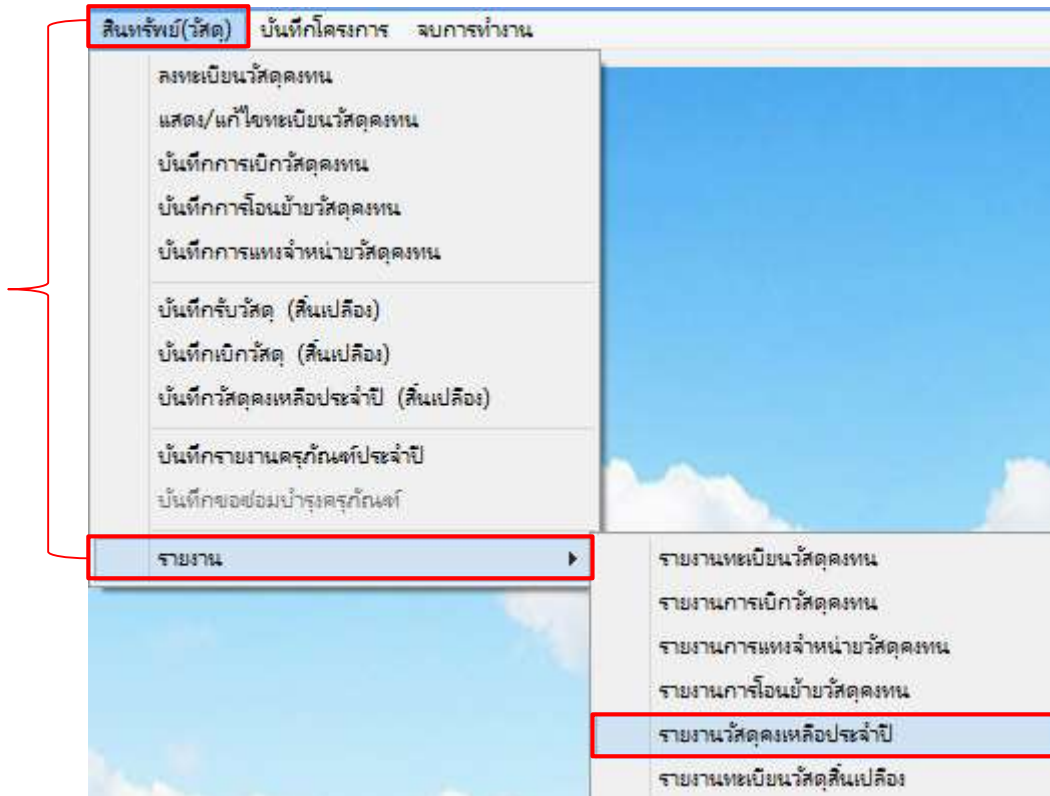 สินทรัพย์(วัสดุ) บันทึกโครงการ จบการทำงาน
ลงทะเบียนวัสดุคงทน
แสดง/แก้ไขทะเบียนวัสดุคงทน
บันทึกการเบิกวัสดุคงทน
บันทึกการโอนย้ายวัสดุคงทน
บันทึกการแทงจำหน่ายวัสดุคงทน
บันทึกรับวัสดุ (สิ้นเปลือง)
บันทึกเบิกวัสดุ (สิ้นเปลือง)
บันทึกวัสดุคงเหลือประจำปี (สิ้นเปลือง)
บันทึกรายงานครุภัณฑ์ประจำปี
บันทึกขอซ่อมบำรุงครุภัณฑ์
รายงาน
รายงานทะเบียนวัสดุคงทน
รายงานการเบิกวัสดุคงทน
รายงานการแทงจำหน่ายวัสดุคงทน
รายงานการโอนย้ายวัสดุคงทน
รายงานวัสดุคงเหลือประจำปี
รายงานทะเบียนวัสดุสิ้นเปลือง